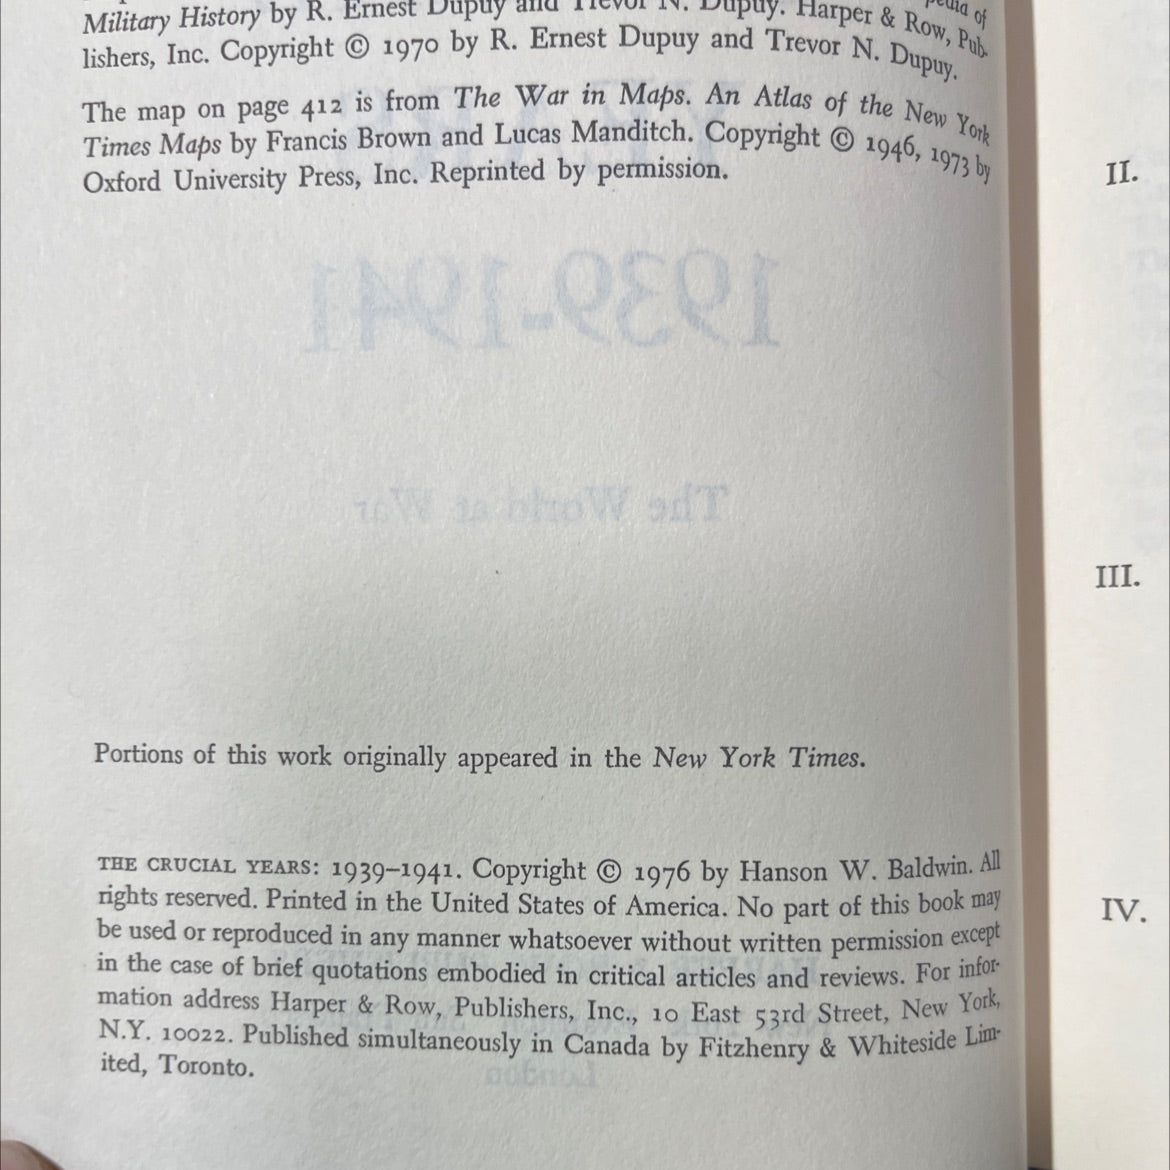 Military History by R. Ernest Dupuy and Trevor N. Dupuy. Harper & Row, Pub-
lishers, Inc. Copyright © 1970 by R. Ernest Dupuy and Trevor N. Dupuy.
The map on page 412 is from The War in Maps. An Atlas of the New York
Times Maps by Francis Brown and Lucas Manditch. Copyright © 1946, 1973 by
Oxford University Press, Inc. Reprinted by permission.
II.
1939-1941
The World at War
III.
Portions of this work originally appeared in the New York Times.
THE CRUCIAL YEARS: 1939–1941. Copyright © 1976 by Hanson W. Baldwin. All
rights reserved. Printed in the United States of America. No part of this book may
be used or reproduced in any manner whatsoever without written permission except
in the case of brief quotations embodied in critical articles and reviews. For infor-
mation address Harper & Row, Publishers, Inc., 10 East 53rd Street, New York,
N.Y. 10022. Published simultaneously in Canada by Fitzhenry & Whiteside Lim-
ited, Toronto.
IV.
London